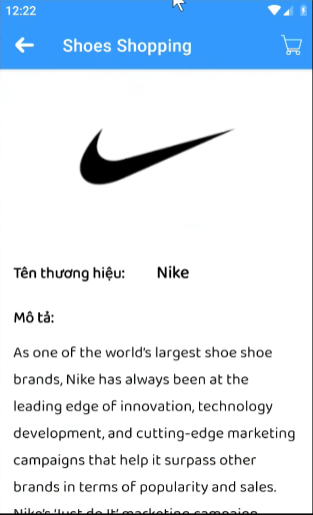 12:22
Shoes Shopping
Tên thương hiệu: Nike
Mô tả:
As one of the world's largest shoe shoe
brands, Nike has always been at the
leading edge of innovation, technology
development, and cutting-edge marketing
campaigns that help it surpass other
brands in terms of popularity and sales.
Nike's 'Just do It' marketing campaign